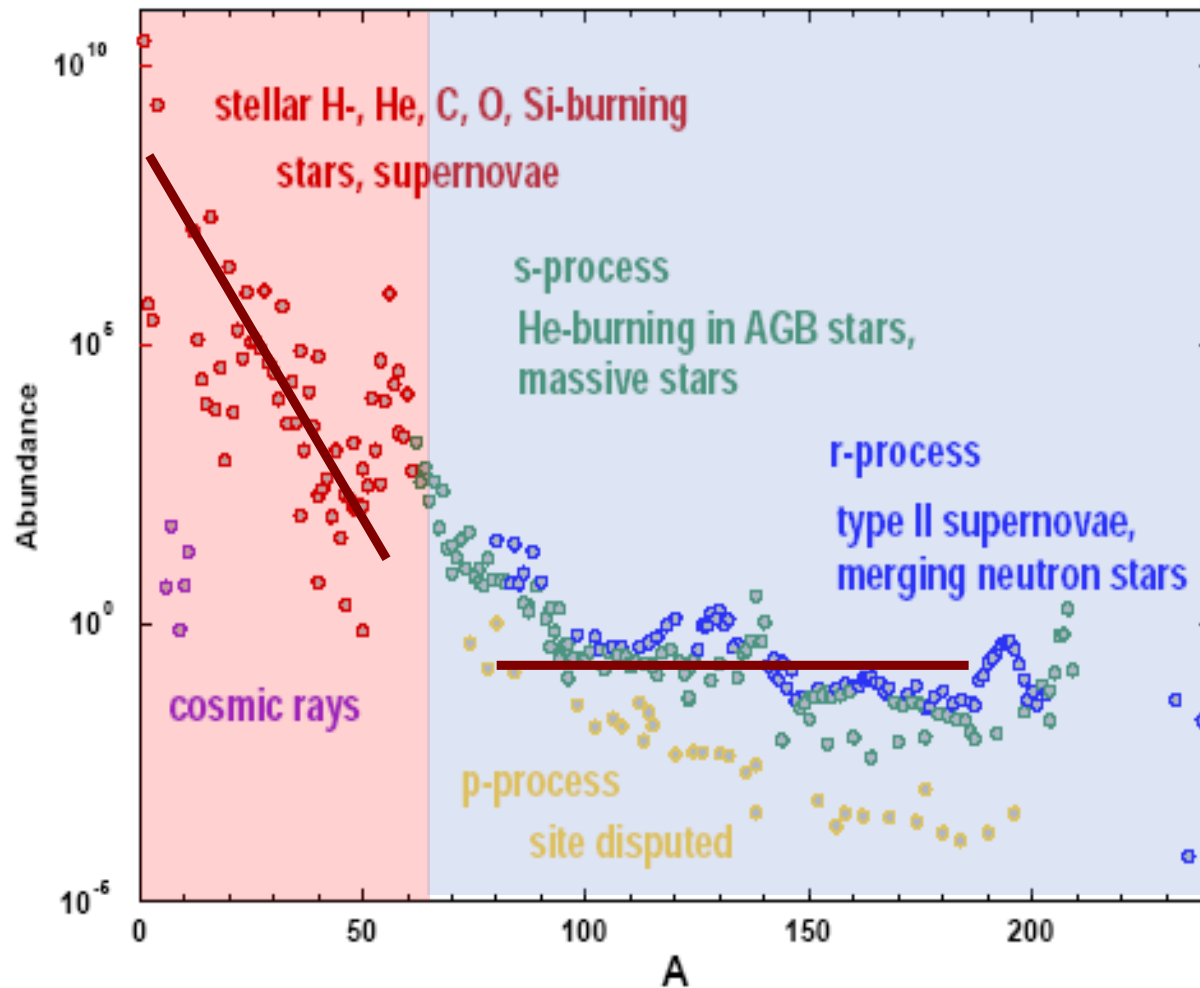 10^10
stellar H-, He, C, O, Si-burning
stars, supernovae
s-process
He-burning in AGB stars,
massive stars
10^5
r-process
type II supernovae,
merging neutron stars
Abundance
10^0
cosmic rays
p-process
site disputed
10^-5
0 50 100 150 200
A